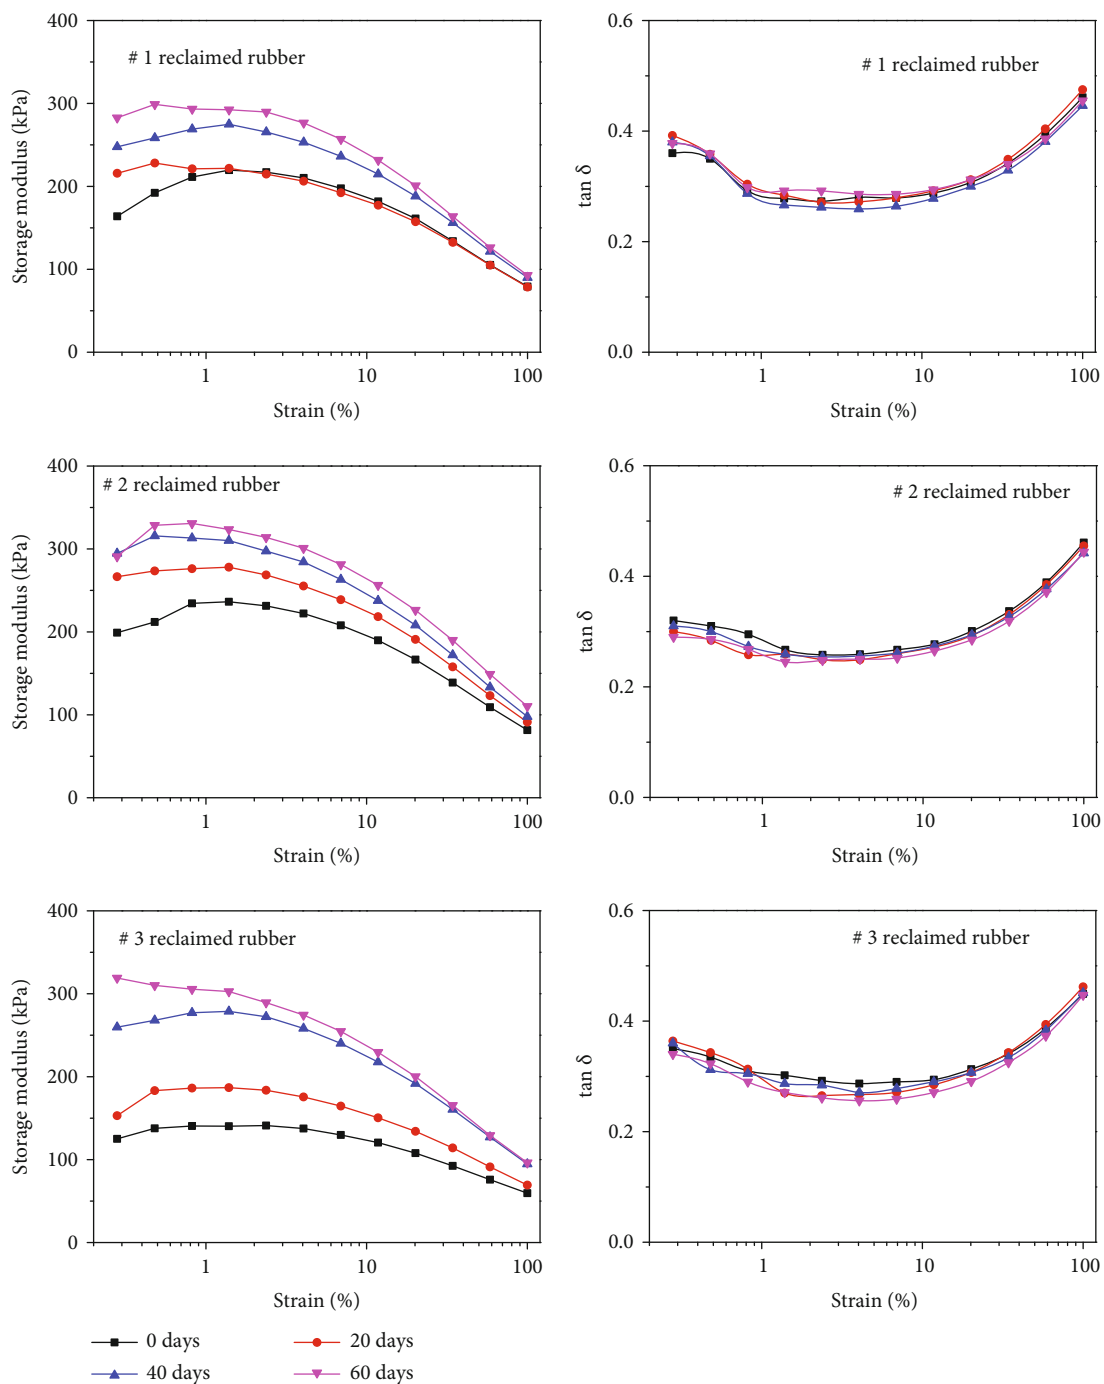 # 1 reclaimed rubber
Storage modulus (kPa)
400
300
200
100
0
1
10
100
Strain (%)
# 1 reclaimed rubber
tan δ
0.6
0.4
0.2
0.0
1
10
100
Strain (%)
# 2 reclaimed rubber
Storage modulus (kPa)
400
300
200
100
0
1
10
100
Strain (%)
# 2 reclaimed rubber
tan δ
0.6
0.4
0.2
0.0
1
10
100
Strain (%)
# 3 reclaimed rubber
Storage modulus (kPa)
400
300
200
100
0
1
10
100
Strain (%)
# 3 reclaimed rubber
tan δ
0.6
0.4
0.2
0.0
1
10
100
Strain (%)
0 days
20 days
40 days
60 days